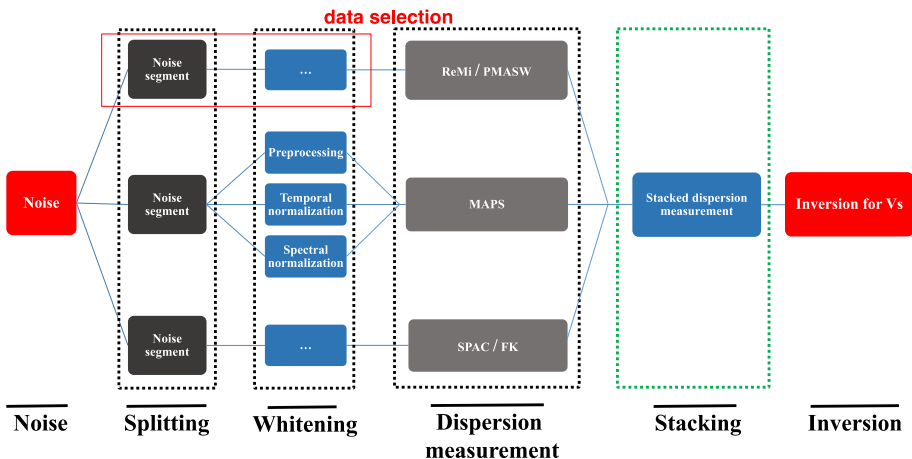 data selection
Noise
segment
...
ReMi / PMASW
Preprocessing
Noise
Noise
segment
Temporal
normalization
MAPS
Stacked dispersion
measurement
Inversion for Vs
Spectral
normalization
Noise
segment
...
SPAC / FK
Noise
Splitting
Whitening
Dispersion
measurement
Stacking
Inversion